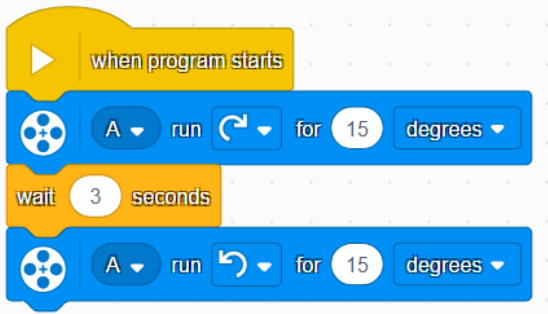 when program starts
A run for 15 degrees
wait 3 seconds
A run for 15 degrees